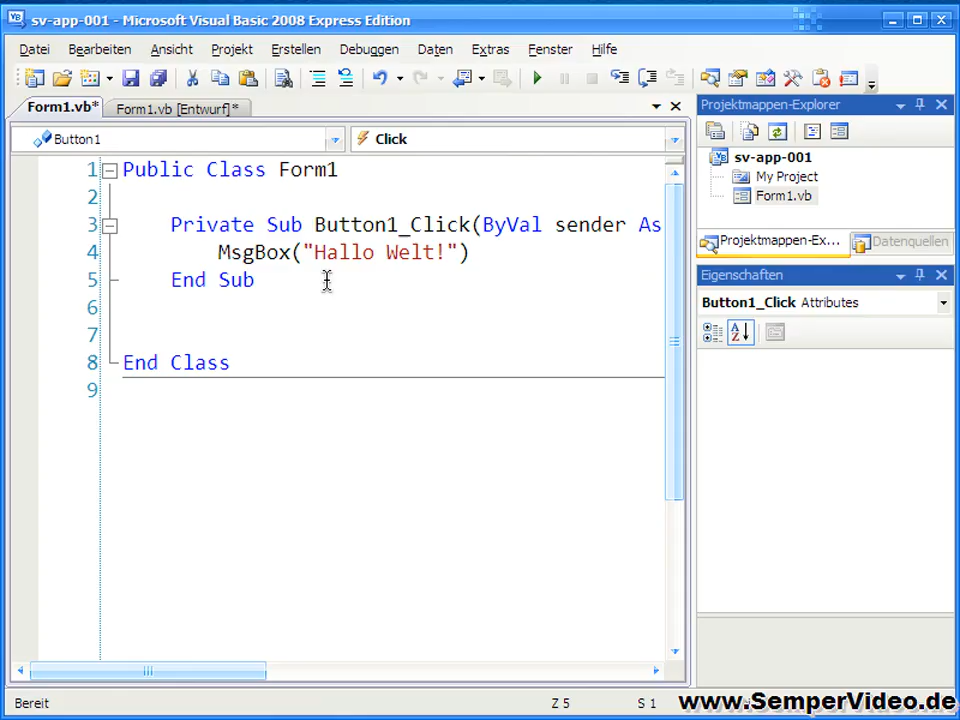 sv-app-001 - Microsoft Visual Basic 2008 Express Edition
Datei Bearbeiten Ansicht Projekt Erstellen Debuggen Daten Extras Fenster Hilfe
Form1.vb* Form1.vb [Entwurf]*
Button1 Click
1 Public Class Form1
2
3 Private Sub Button1_Click(ByVal sender As
4 MsgBox("Hallo Welt!")
5 End Sub
6
7
8 End Class
9
Projektmappen-Explorer
sv-app-001
My Project
Form1.vb
Projektmappen-Ex... Datenquellen
Eigenschaften
Button1_Click Attributes
Bereit Z 5 S 1
www.SemperVideo.de